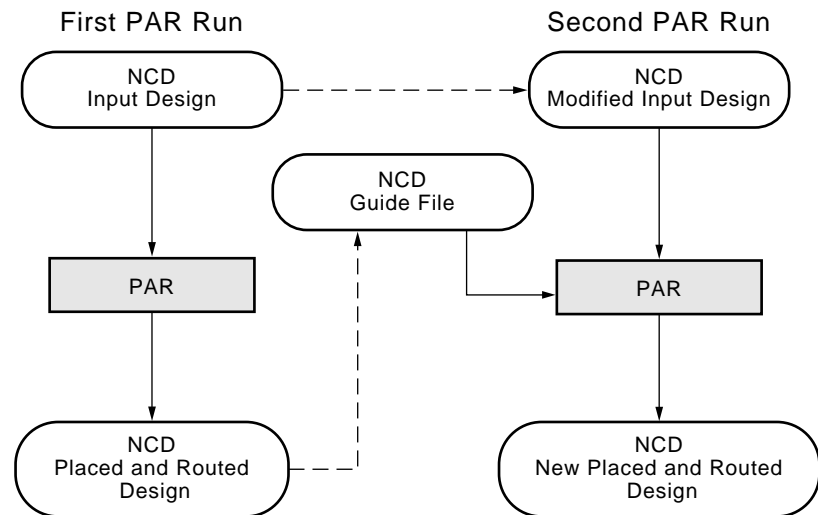 First PAR Run
Second PAR Run
NCD
Input Design
NCD
Modified Input Design
NCD
Guide File
PAR
PAR
NCD
Placed and Routed
Design
NCD
New Placed and Routed
Design